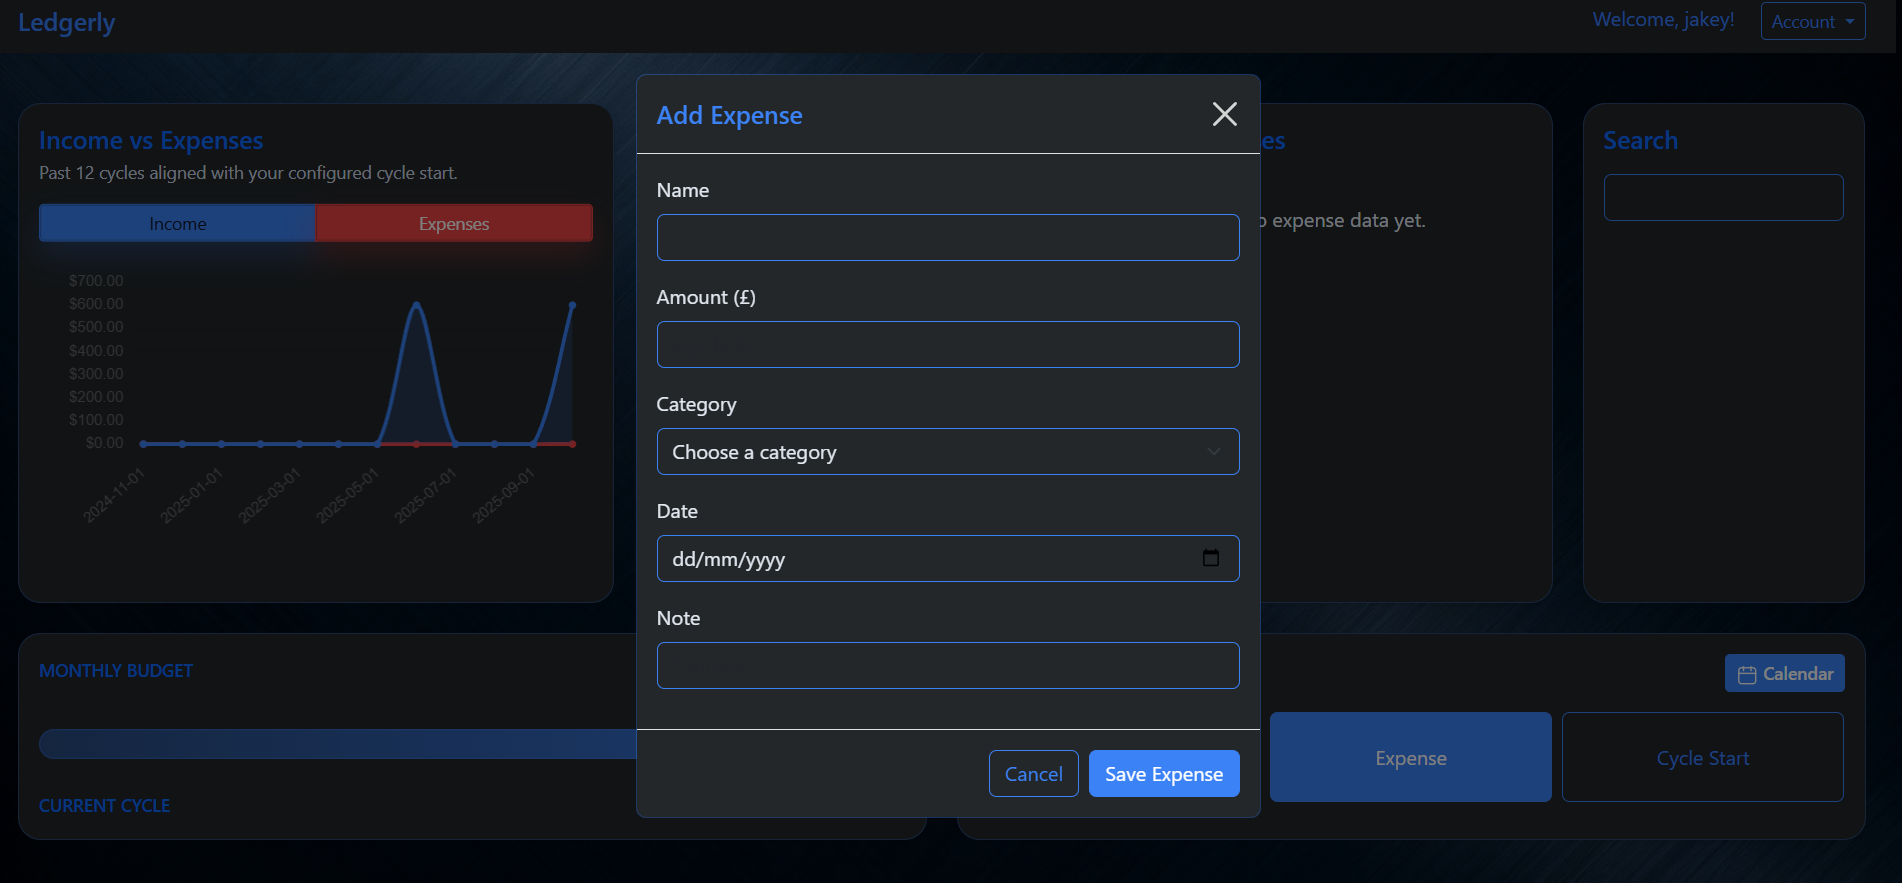 Ledgerly
Welcome, jakey!
Account
Income vs Expenses
Past 12 cycles aligned with your configured cycle start.
Income
Expenses
$700.00
$600.00
$500.00
$400.00
$300.00
$200.00
$100.00
$0.00
2024-11-01
2025-01-01
2025-03-01
2025-05-01
2025-07-01
2025-09-01
Add Expense
Name
Amount (£)
Category
Choose a category
Date
dd/mm/yyyy
Note
Cancel
Save Expense
es
expense data yet.
Search
MONTHLY BUDGET
CURRENT CYCLE
Calendar
Expense
Cycle Start